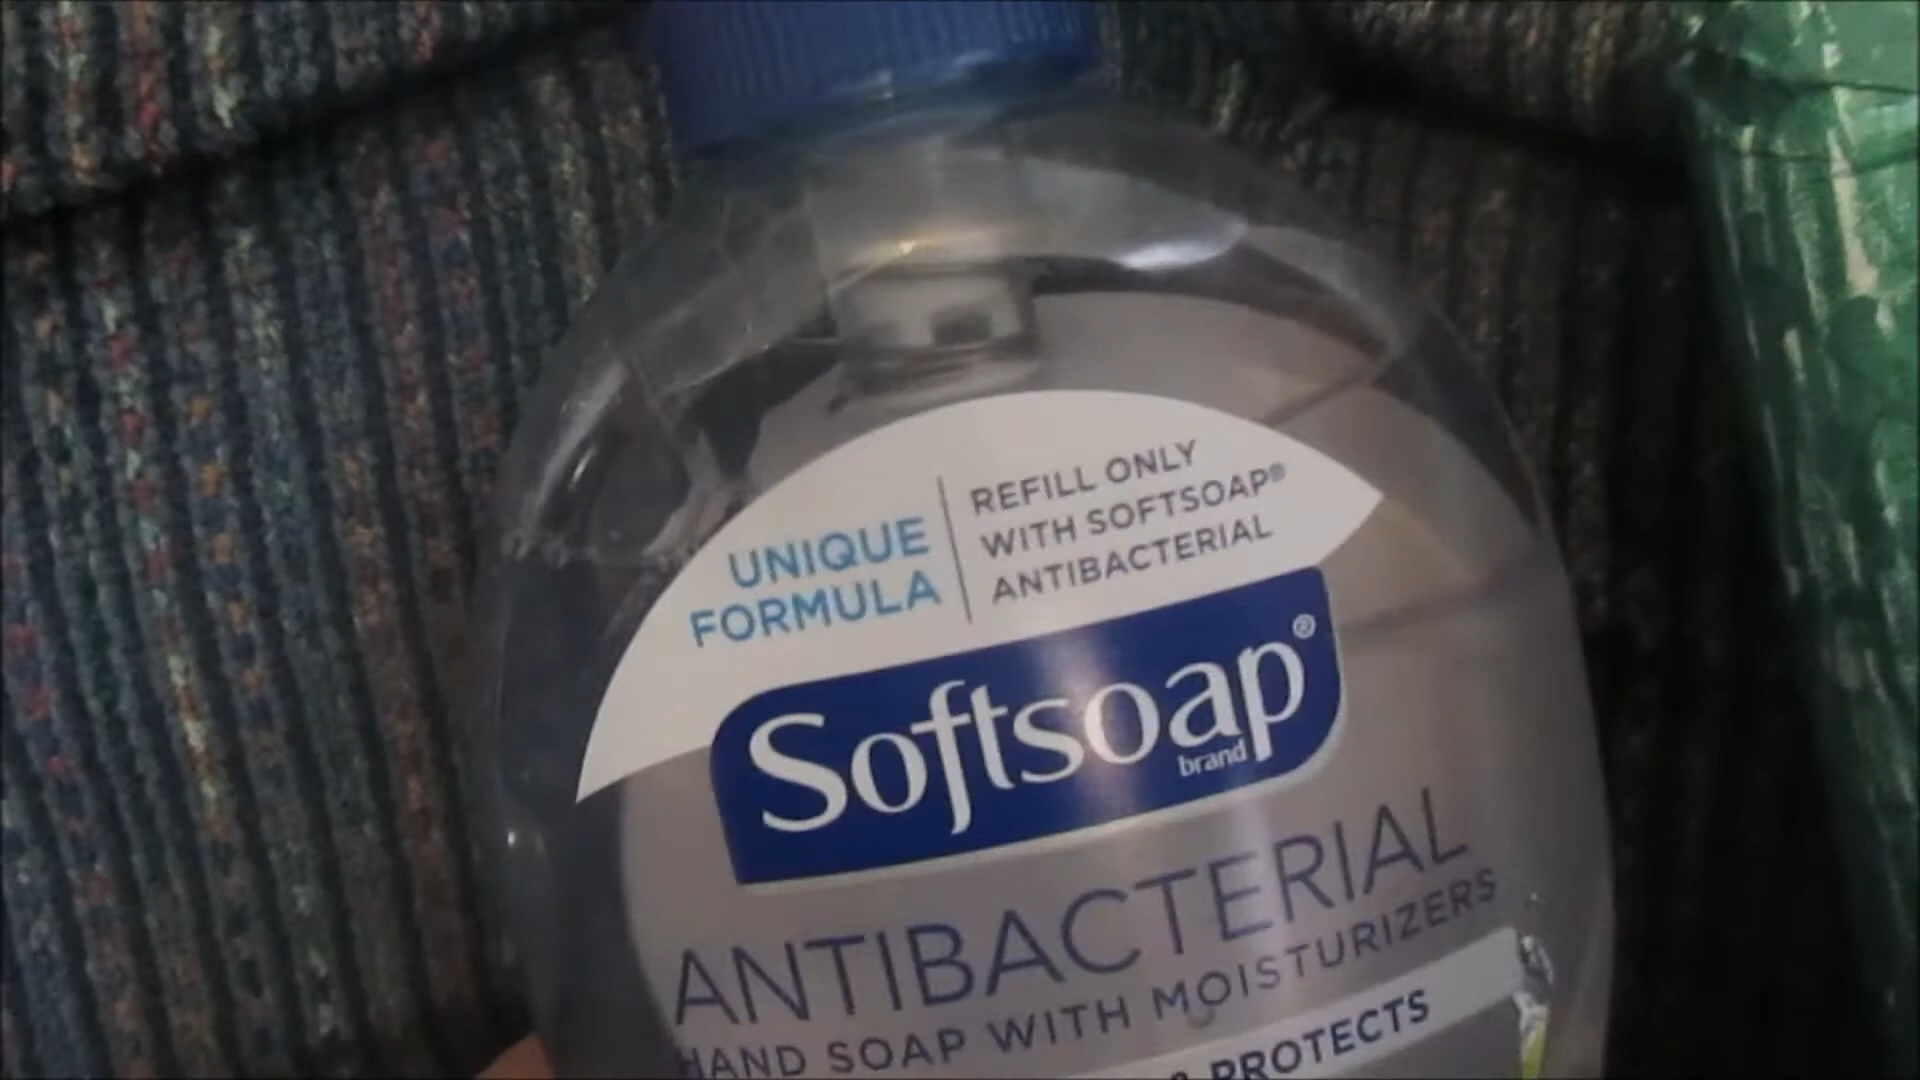 UNIQUE
FORMULA
REFILL ONLY
WITH SOFTSOAP®
ANTIBACTERIAL
Softsoap®
brand
ANTIBACTERIAL
HAND SOAP WITH MOISTURIZERS
& PROTECTS